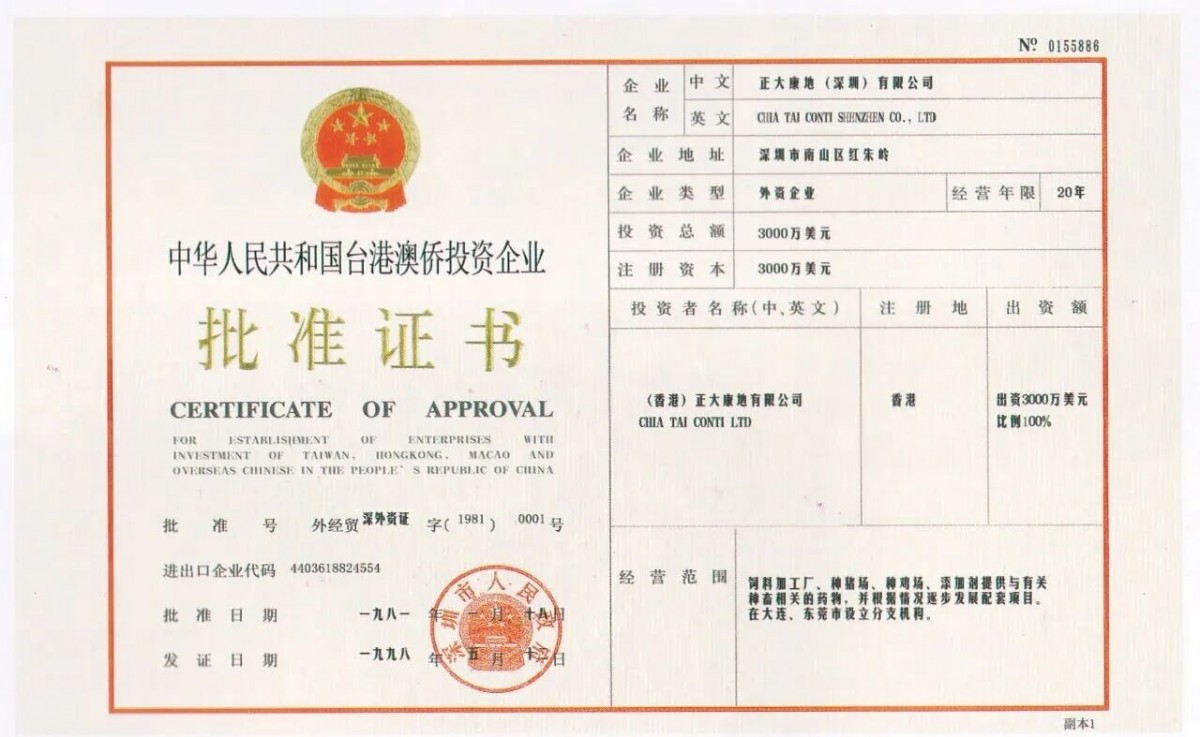 № 0155886
中华人民共和国台港澳侨投资企业
批准证书
CERTIFICATE OF APPROVAL
FOR ESTABLISHMENT OF ENTERPRISES WITH
INVESTMENT OF TAIWAN, HONGKONG, MACAO AND
OVERSEAS CHINESE IN THE PEOPLE'S REPUBLIC OF CHINA
批准号 外经贸 深外资证 字( 1981 ) 0001 号
进出口企业代码 4403618824554
批准日期 一九八一 年 一 月 十八 日
发证日期 一九九八 年 五 月 十 日
深圳市人民政府
企业名称 中文 正大康地（深圳）有限公司
英文 CHIA TAI CONTI SHENZHEN CO., LTD
企业地址 深圳市南山区红朱岭
企业类型 外资企业 经营年限 20年
投资总额 3000万美元
注册资本 3000万美元
投资者名称(中、英文) 注册地 出资额
（香港）正大康地有限公司 香港 出资3000万美元
CHIA TAI CONTI LTD 比例100%
经营范围
饲料加工厂、种猪场、种鸡场、添加剂提供与有关
种畜相关的药物，并根据情况逐步发展配套项目。
在大连、东莞市设立分支机构。
副本1